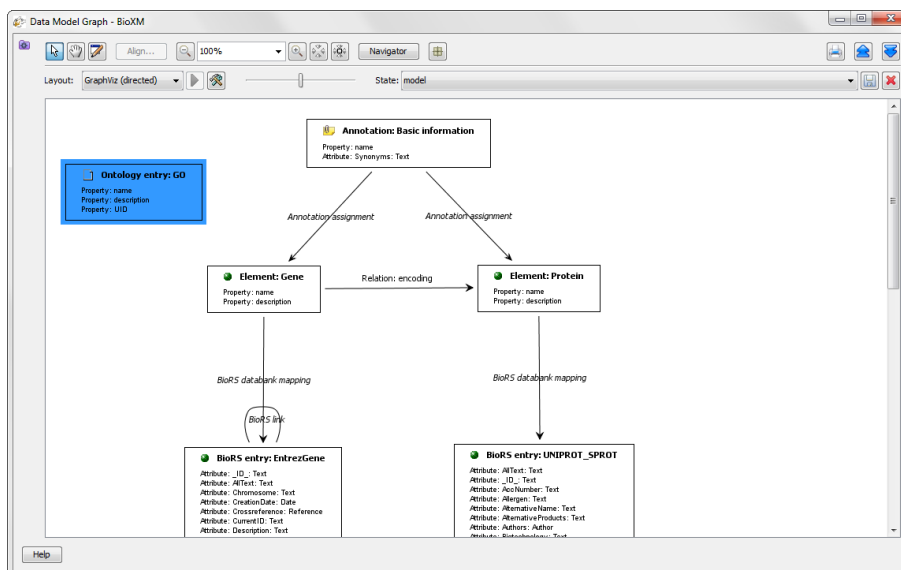 Data Model Graph - BioXM
Align...
100%
Navigator
Layout: GraphViz (directed)
State: model
Annotation: Basic information
Property: name
Attribute: Synonyms: Text
Ontology entry: GO
Property: name
Property: description
Property: UID
Annotation assignment
Annotation assignment
Element: Gene
Property: name
Property: description
Relation: encoding
Element: Protein
Property: name
Property: description
BioRS databank mapping
BioRS databank mapping
BioRS link
BioRS entry: EntrezGene
Attribute: _ID_: Text
Attribute: AllText: Text
Attribute: Chromosome: Text
Attribute: CreationDate: Date
Attribute: Crossreference: Reference
Attribute: CurrentID: Text
Attribute: Description: Text
BioRS entry: UNIPROT_SPROT
Attribute: AllText: Text
Attribute: _ID_: Text
Attribute: AccNumber: Text
Attribute: Allergen: Text
Attribute: AlternativeName: Text
Attribute: AlternativeProducts: Text
Attribute: Authors: Author
Attribute: Biotechnology: Text
Help